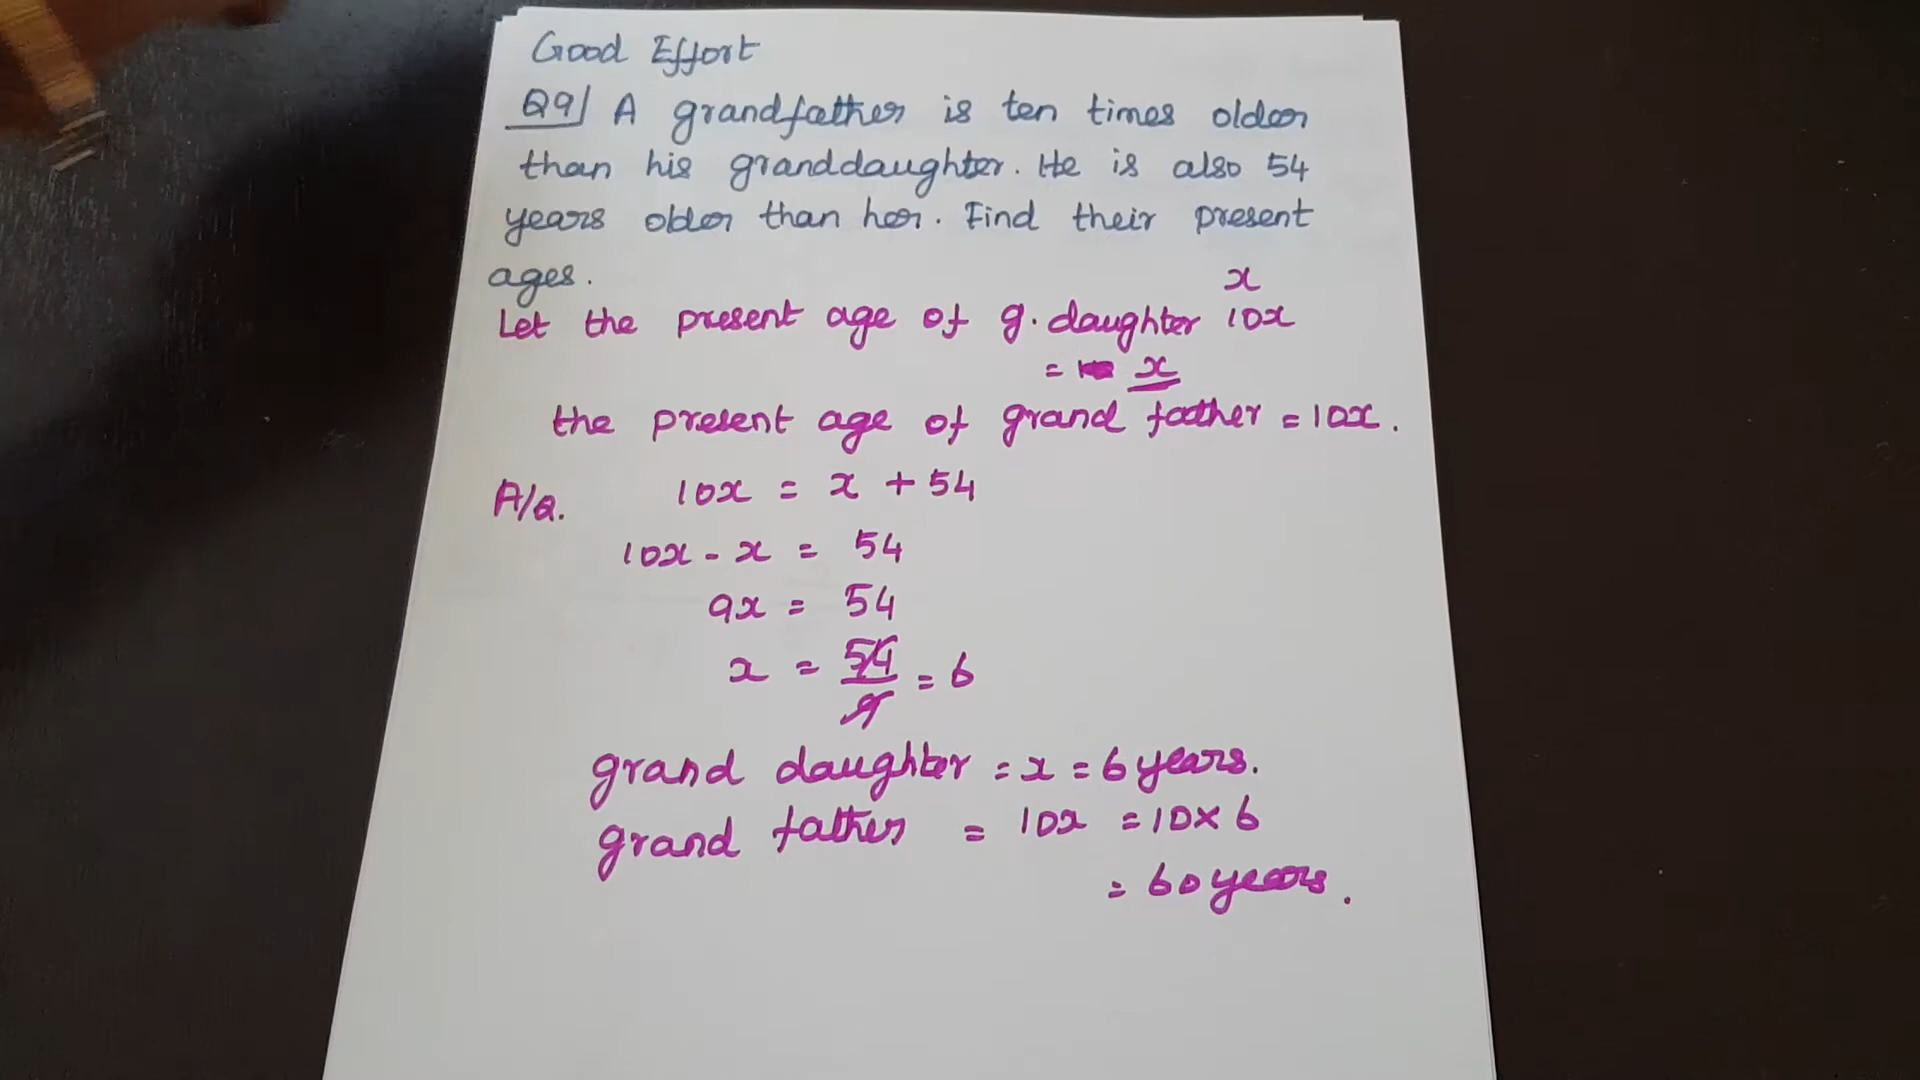 Good Effort
Q9/ A grandfather is ten times older
than his granddaughter. He is also 54
years older than her. Find their present
ages.
x
Let the present age of g. daughter 10x
= x
the present age of grand father = 10x.
A/Q. 10x = x + 54
10x - x = 54
9x = 54
x = 54/9 = 6
grand daughter = x = 6 years.
grand father = 10x = 10 x 6
= 60 years.